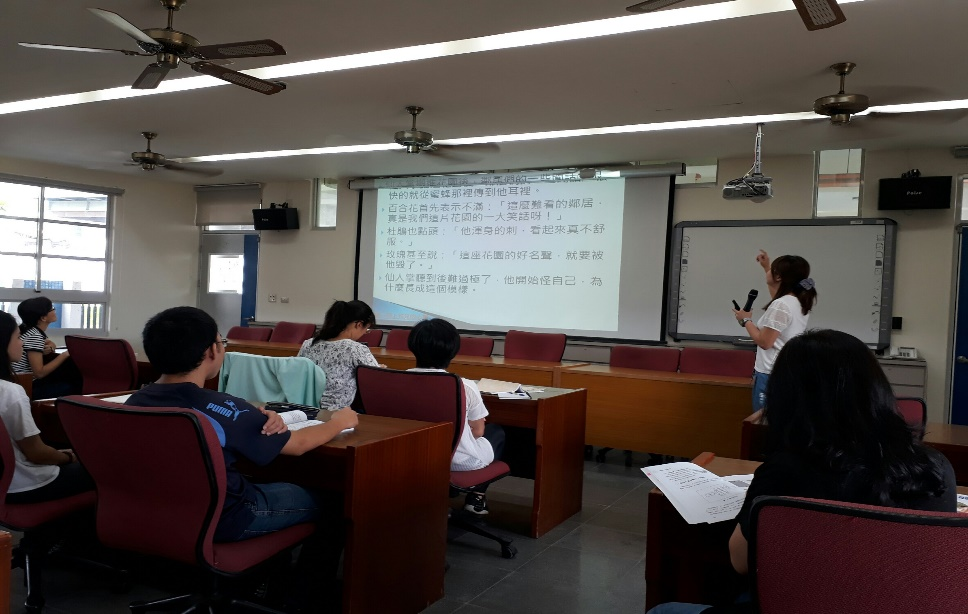 快的就從蜜蜂那裡傳到他耳裡。
百合花首先表示不滿：「這麼難看的鄰居，
真是我們這片花園的一大笑話呀！」
杜鵑也點頭：「他渾身的刺，看起來真不舒
服。」
玫瑰甚至說：「這座花園的好名聲，就要被
他毀了。」
仙人掌聽到後難過極了，他開始怪自己，為
什麼長成這個模樣。
PUMA